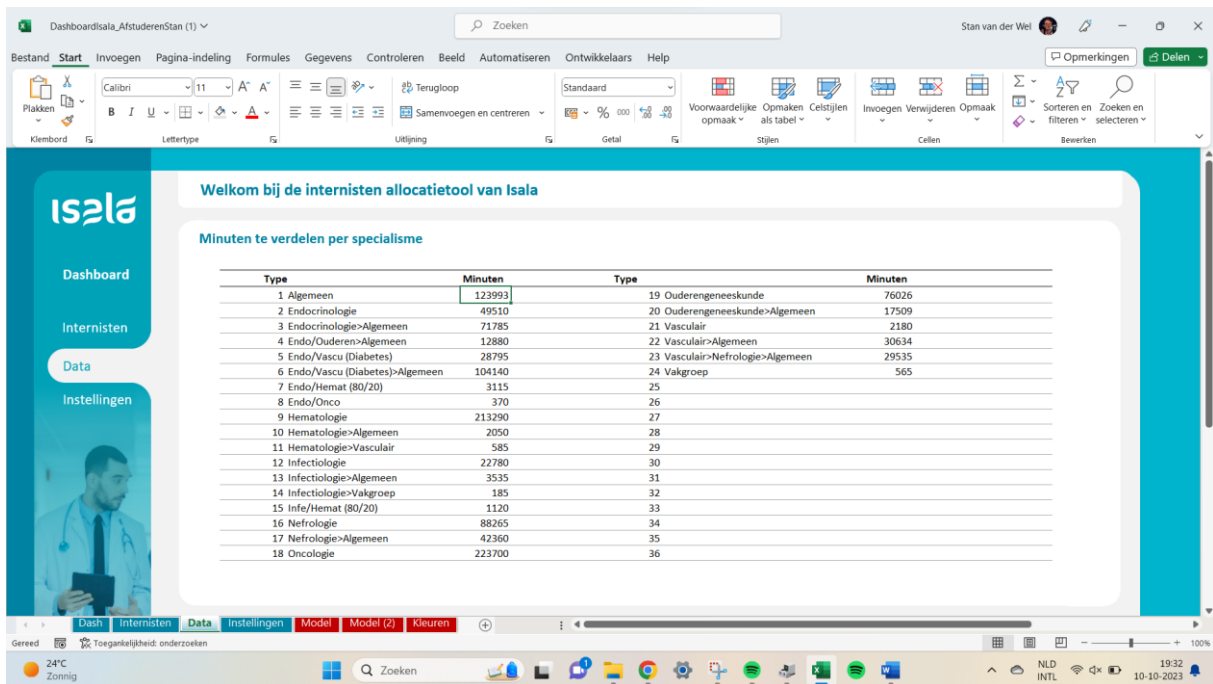 DashboardIsala_AfstuderenStan (1)
Zoeken
Stan van der Wel
Bestand Start Invoegen Pagina-indeling Formules Gegevens Controleren Beeld Automatiseren Ontwikkelaars Help
Opmerkingen
Delen
Plakken
Klembord
Calibri 11
B I U
Lettertype
Terugloop
Samenvoegen en centreren
Uitlijning
Standaard
% 000
Getal
Voorwaardelijke opmaak
Opmaken als tabel
Celstijlen
Stijlen
Invoegen Verwijderen Opmaak
Cellen
Sorteren en filteren
Zoeken en selecteren
Bewerken
Isala
Dashboard
Internisten
Data
Instellingen
Welkom bij de internisten allocatietool van Isala
Minuten te verdelen per specialisme
Type Minuten Type Minuten
1 Algemeen 123993 19 Ouderengeneeskunde 76026
2 Endocrinologie 49510 20 Ouderengeneeskunde>Algemeen 17509
3 Endocrinologie>Algemeen 71785 21 Vasculair 2180
4 Endo/Ouderen>Algemeen 12880 22 Vasculair>Algemeen 30634
5 Endo/Vascu (Diabetes) 28795 23 Vasculair>Nefrologie>Algemeen 29535
6 Endo/Vascu (Diabetes)>Algemeen 104140 24 Vakgroep 565
7 Endo/Hemat (80/20) 3115 25
8 Endo/Onco 370 26
9 Hematologie 213290 27
10 Hematologie>Algemeen 2050 28
11 Hematologie>Vasculair 585 29
12 Infectiologie 22780 30
13 Infectiologie>Algemeen 3535 31
14 Infectiologie>Vakgroep 185 32
15 Infe/Hemat (80/20) 1120 33
16 Nefrologie 88265 34
17 Nefrologie>Algemeen 42360 35
18 Oncologie 223700 36
Dash Internisten Data Instellingen Model Model (2) Kleuren
Gereed Toegankelijkheid: onderzoeken
100%
24°C
Zonnig
Zoeken
NLD
INTL
19:32
10-10-2023